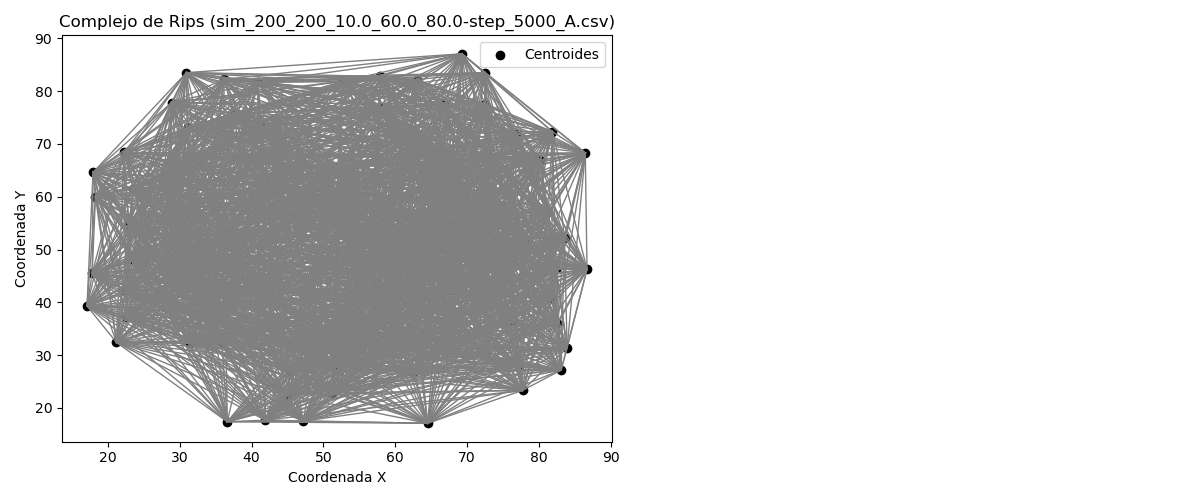 Complejo de Rips (sim_200_200_10.0_60.0_80.0-step_5000_A.csv)
Centroides
Coordenada Y
90
80
70
60
50
40
30
20
20 30 40 50 60 70 80 90
Coordenada X